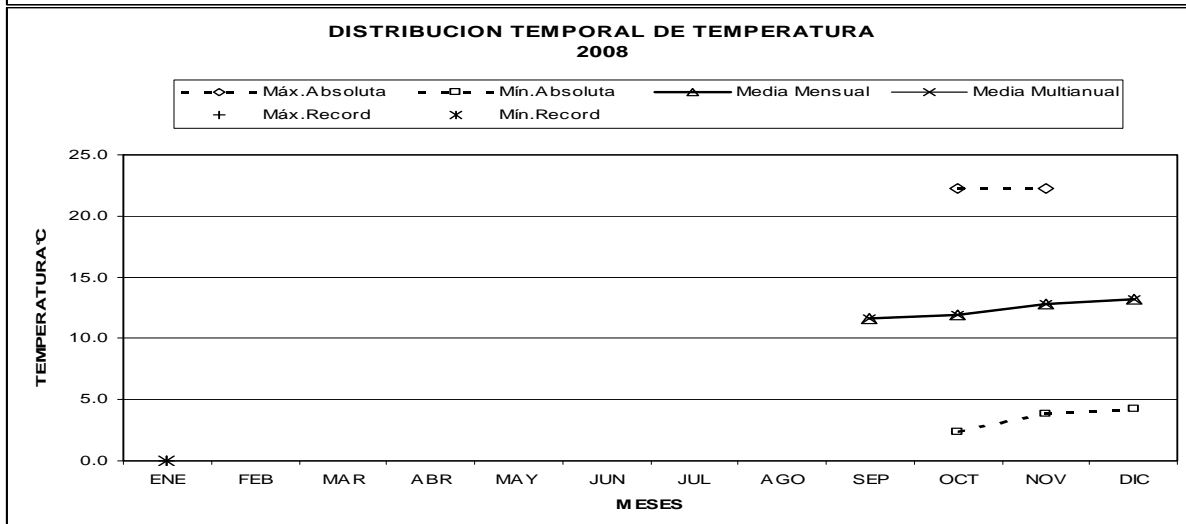 DISTRIBUCION TEMPORAL DE TEMPERATURA
2008
Máx.Absoluta Mín.Absoluta Media Mensual Media Multianual
Máx.Record Mín.Record
25.0
20.0
15.0
10.0
5.0
0.0
TEMPERATURA°C
ENE FEB MAR ABR MAY JUN JUL AGO SEP OCT NOV DIC
MESES